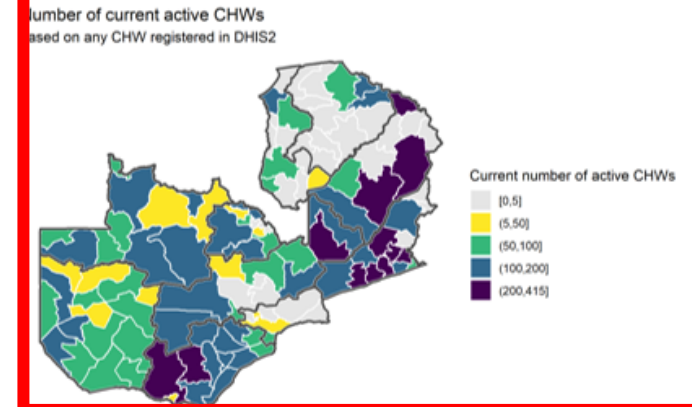 Number of current active CHWs
ased on any CHW registered in DHIS2
Current number of active CHWs
[0,5]
(5,50]
(50,100]
(100,200]
(200,415]